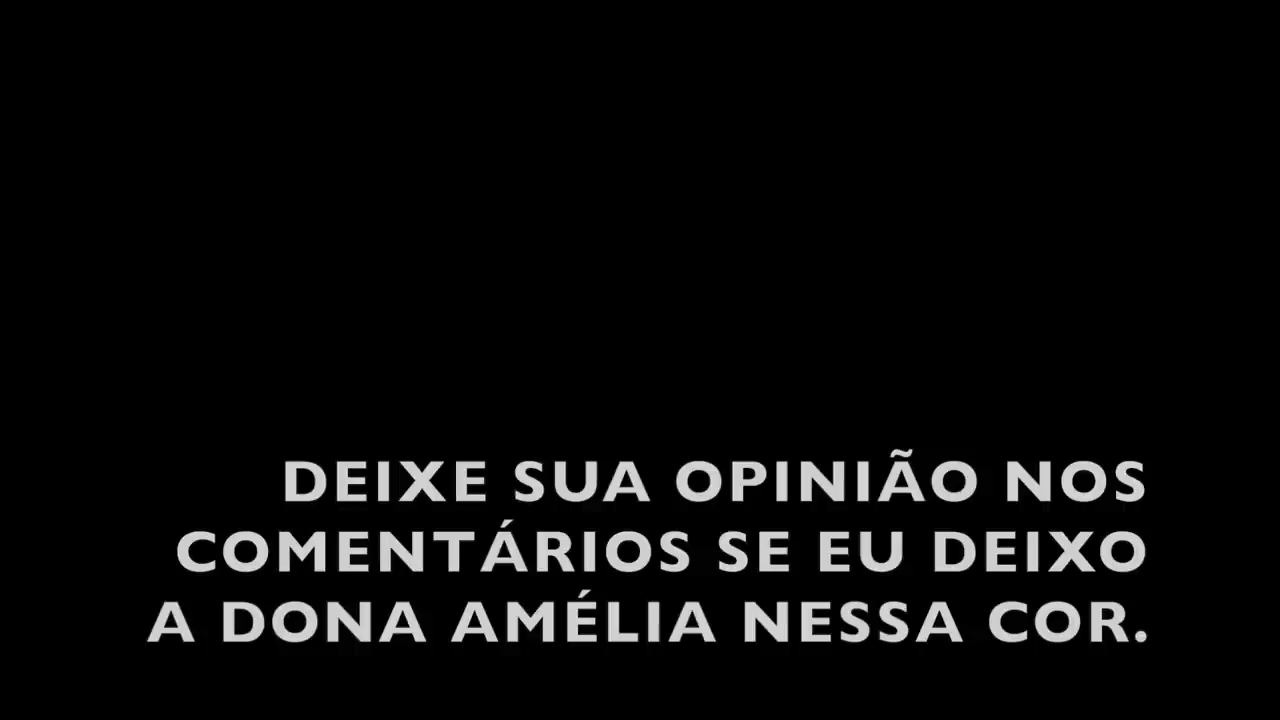 DEIXE SUA OPINIÃO NOS
COMENTÁRIOS SE EU DEIXO
A DONA AMÉLIA NESSA COR.